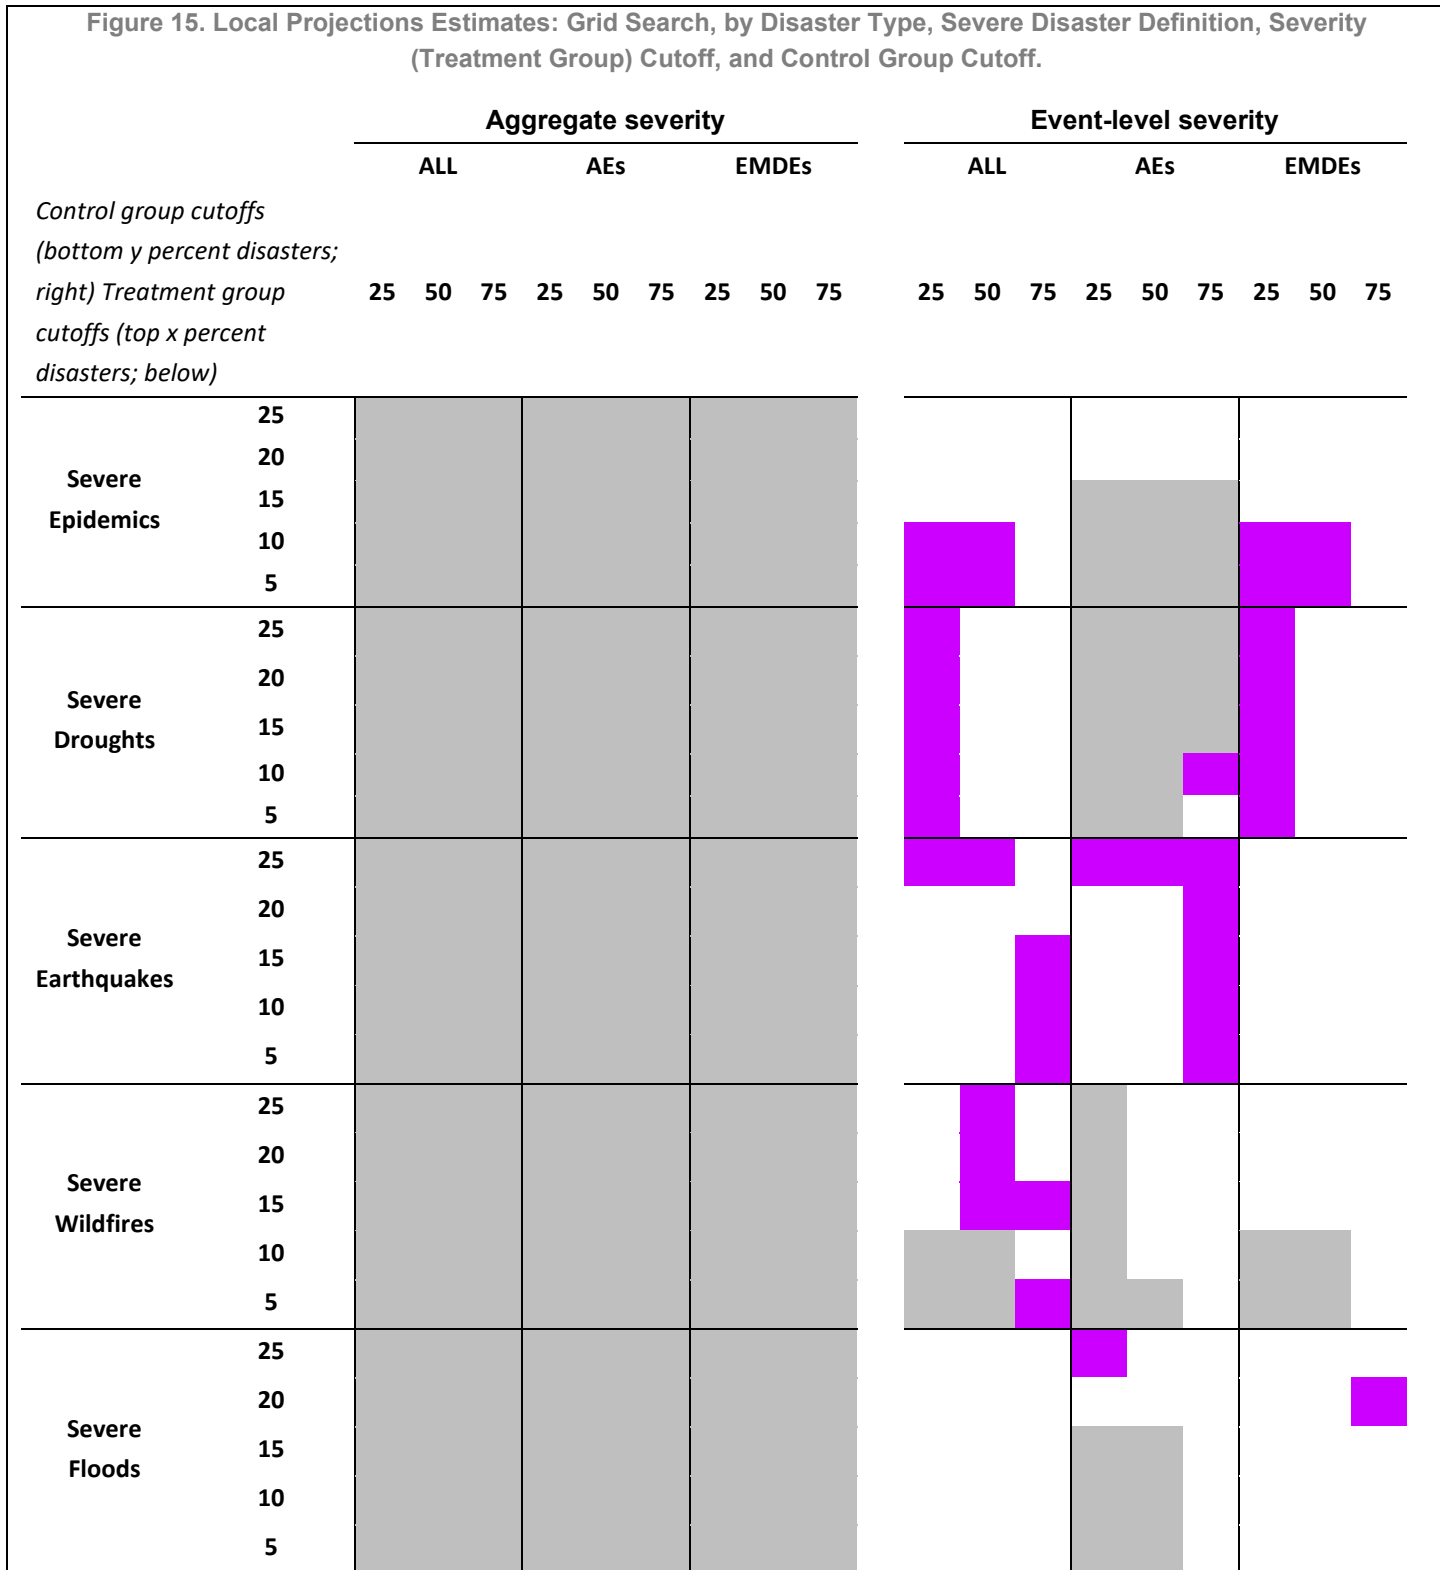 Figure 15. Local Projections Estimates: Grid Search, by Disaster Type, Severe Disaster Definition, Severity
(Treatment Group) Cutoff, and Control Group Cutoff.
Aggregate severity Event-level severity
ALL AEs EMDEs ALL AEs EMDEs
Control group cutoffs
(bottom y percent disasters;
right) Treatment group
cutoffs (top x percent
disasters; below)
25 50 75 25 50 75 25 50 75 25 50 75 25 50 75 25 50 75
Severe
Epidemics
25
20
15
10
5
Severe
Droughts
25
20
15
10
5
Severe
Earthquakes
25
20
15
10
5
Severe
Wildfires
25
20
15
10
5
Severe
Floods
25
20
15
10
5